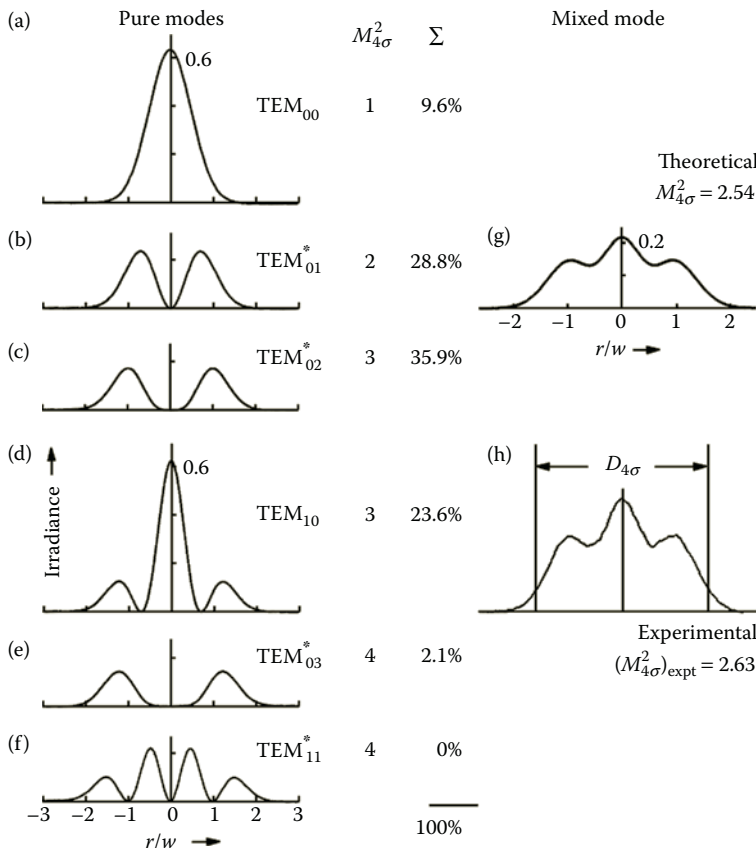 (a) Pure modes M²4σ Σ Mixed mode
0.6
TEM00 1 9.6%
Theoretical
M²4σ = 2.54
(b) TEM*01 2 28.8%
(g) 0.2
−2 −1 0 1 2
r/w
(c) TEM*02 3 35.9%
(d) 0.6
Irradiance
TEM10 3 23.6%
(h) D4σ
Experimental
(M²4σ)expt = 2.63
(e) TEM*03 4 2.1%
(f) TEM*11 4 0%
−3 −2 −1 0 1 2 3
r/w
100%